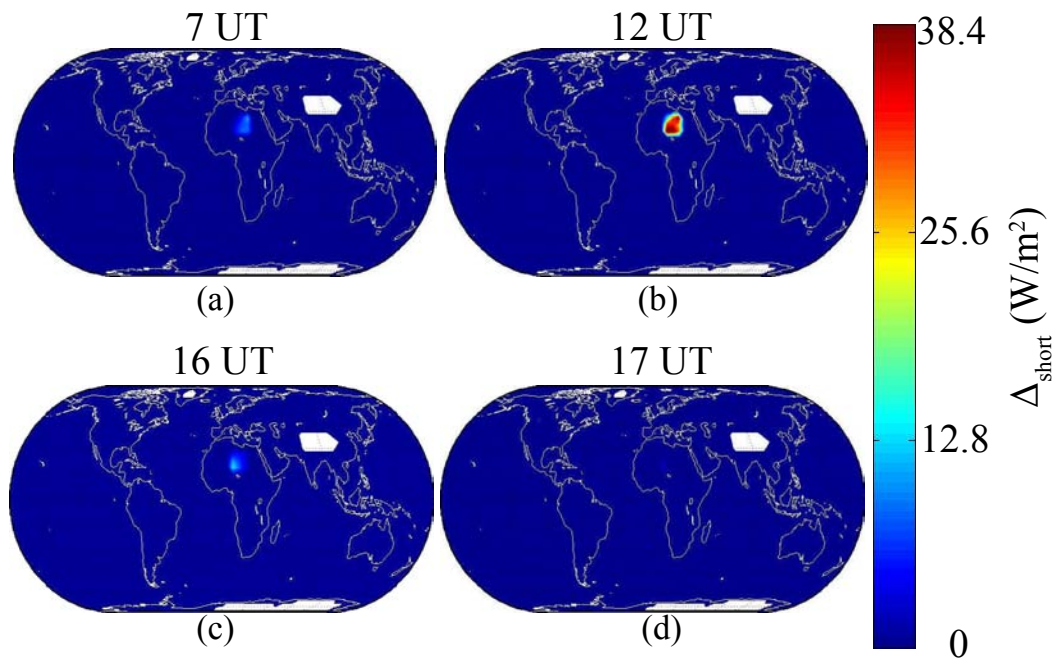 7 UT
12 UT
(a)
(b)
16 UT
17 UT
(c)
(d)
38.4
25.6
12.8
0
Δshort (W/m²)